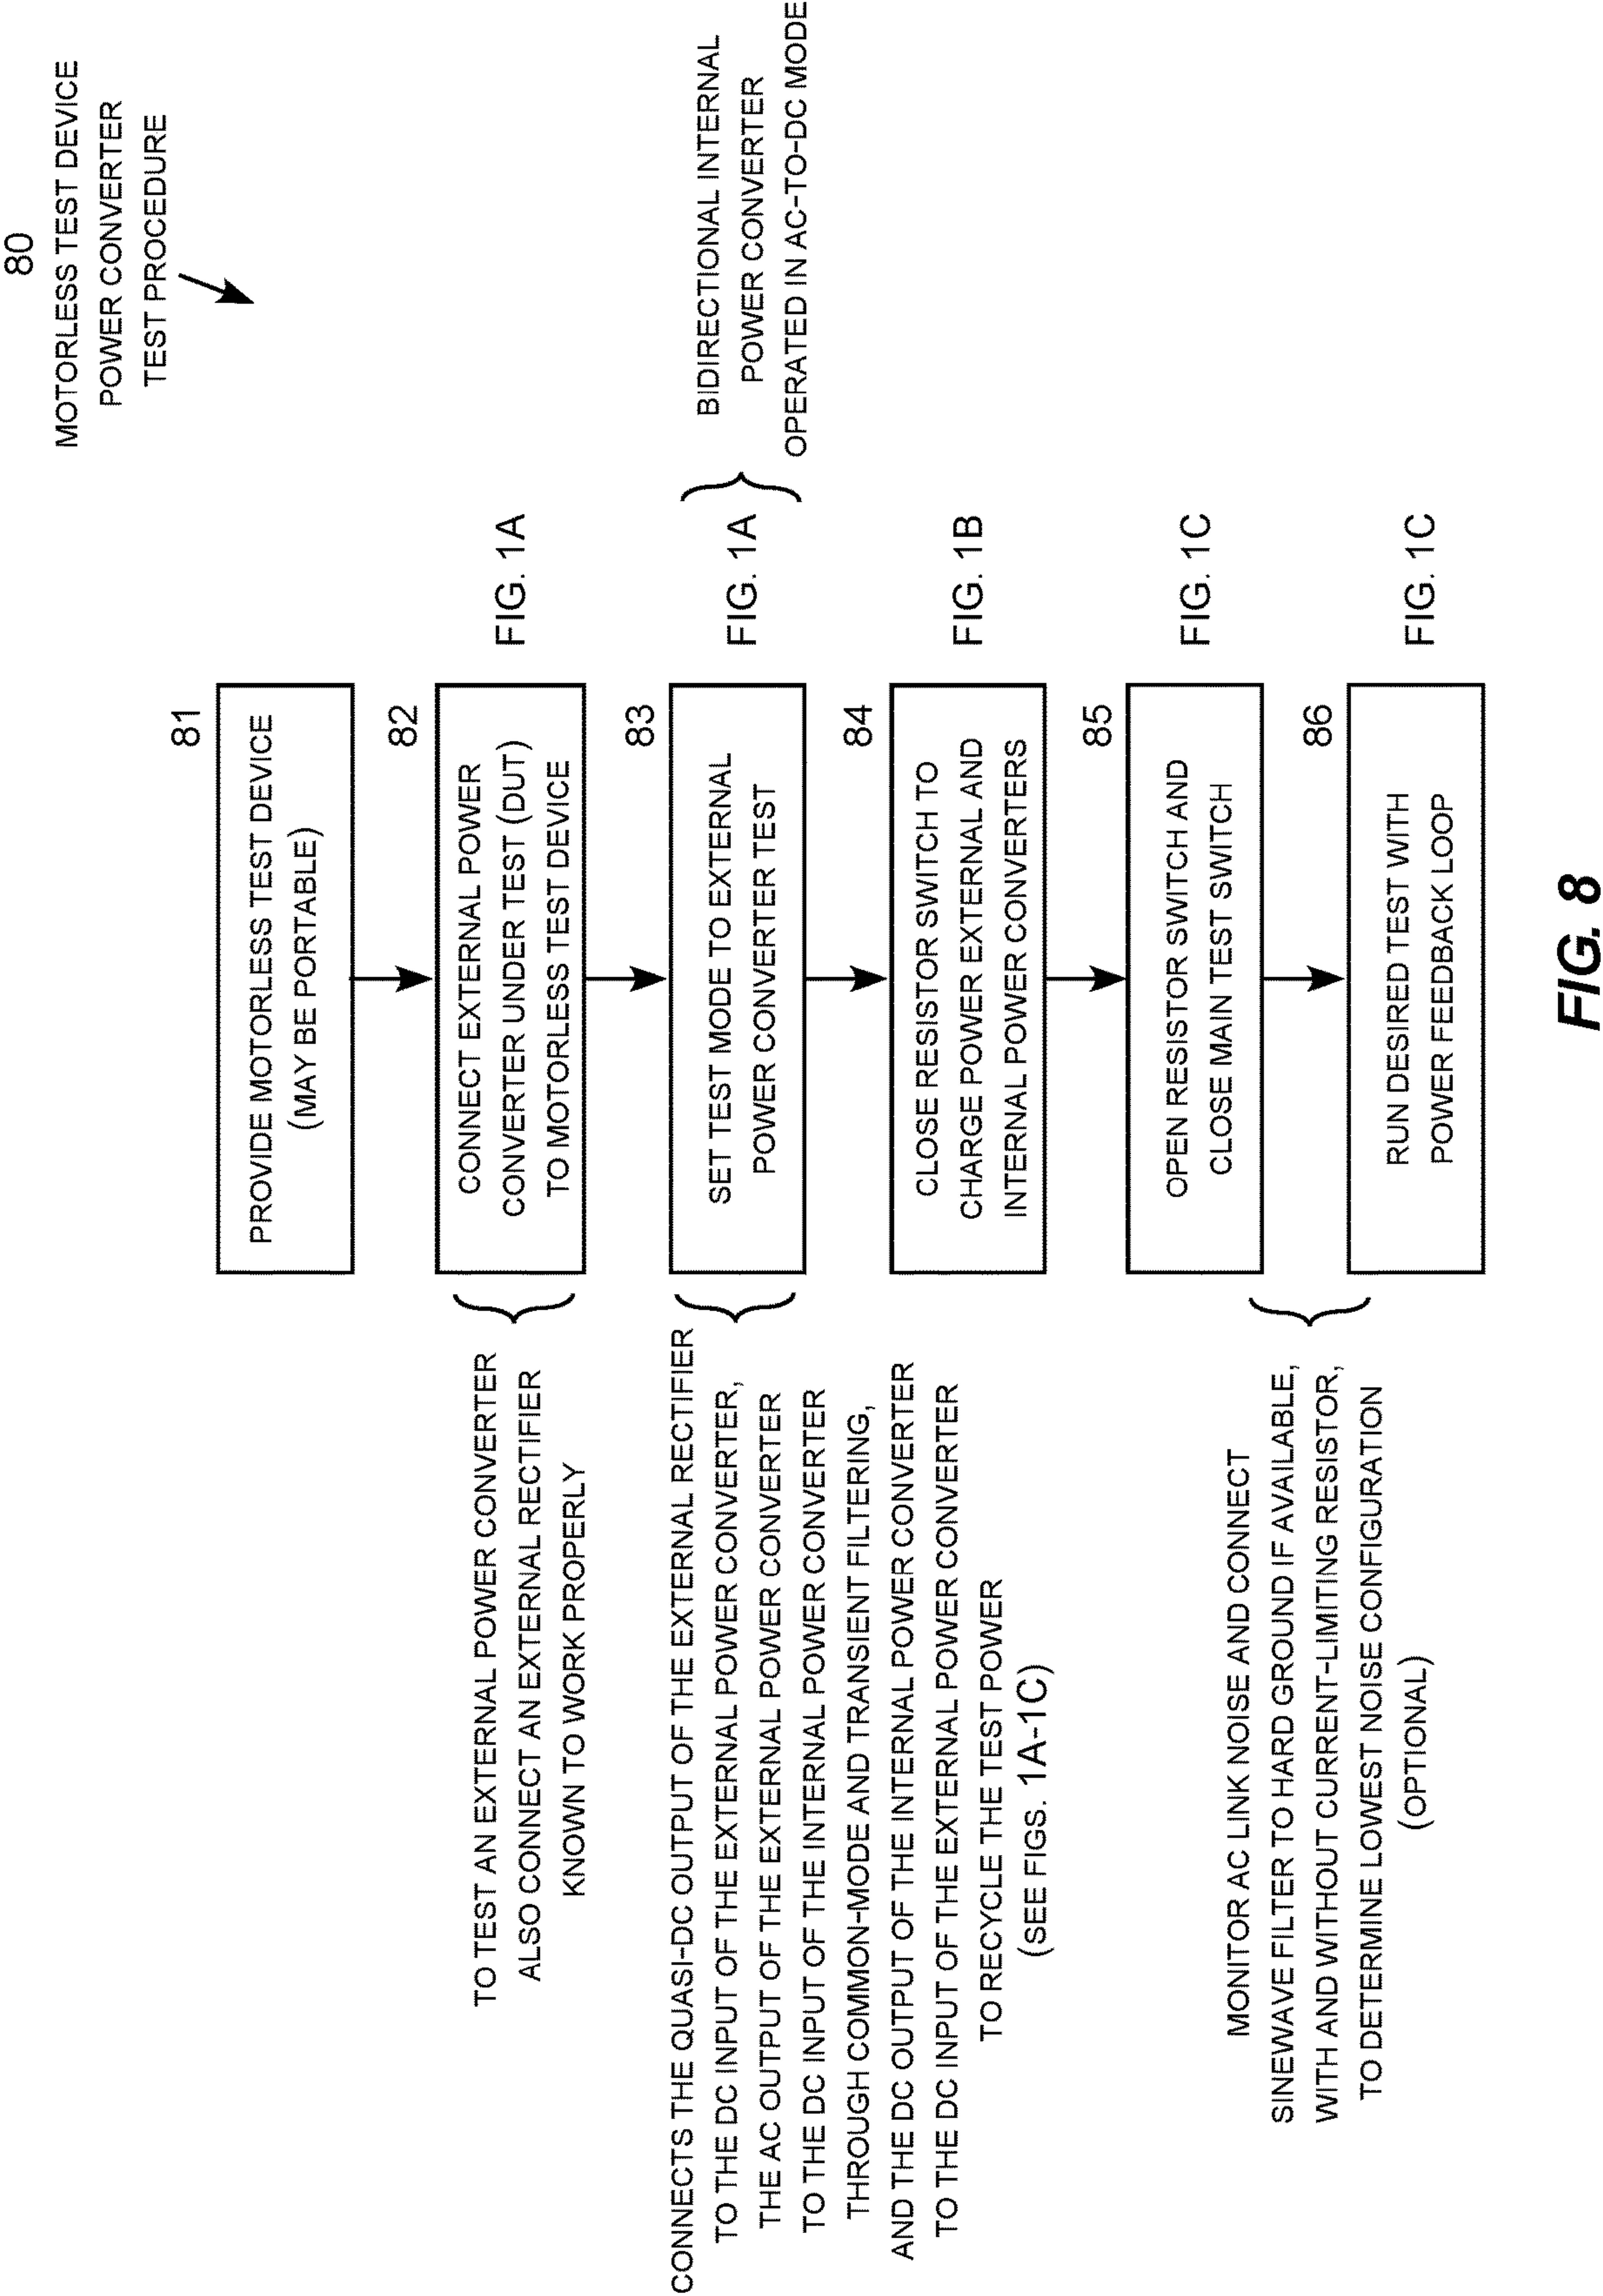 80
MOTORLESS TEST DEVICE
POWER CONVERTER
TEST PROCEDURE
81
PROVIDE MOTORLESS TEST DEVICE
(MAY BE PORTABLE)
TO TEST AN EXTERNAL POWER CONVERTER
ALSO CONNECT AN EXTERNAL RECTIFIER
KNOWN TO WORK PROPERLY
82
CONNECT EXTERNAL POWER
CONVERTER UNDER TEST (DUT)
TO MOTORLESS TEST DEVICE
FIG. 1A
CONNECTS THE QUASI-DC OUTPUT OF THE EXTERNAL RECTIFIER
TO THE DC INPUT OF THE EXTERNAL POWER CONVERTER,
THE AC OUTPUT OF THE EXTERNAL POWER CONVERTER
TO THE DC INPUT OF THE INTERNAL POWER CONVERTER
THROUGH COMMON-MODE AND TRANSIENT FILTERING,
AND THE DC OUTPUT OF THE INTERNAL POWER CONVERTER
TO THE DC INPUT OF THE EXTERNAL POWER CONVERTER
TO RECYCLE THE TEST POWER
(SEE FIGS. 1A-1C)
83
SET TEST MODE TO EXTERNAL
POWER CONVERTER TEST
FIG. 1A
BIDIRECTIONAL INTERNAL
POWER CONVERTER
OPERATED IN AC-TO-DC MODE
84
CLOSE RESISTOR SWITCH TO
CHARGE POWER EXTERNAL AND
INTERNAL POWER CONVERTERS
FIG. 1B
85
OPEN RESISTOR SWITCH AND
CLOSE MAIN TEST SWITCH
FIG. 1C
MONITOR AC LINK NOISE AND CONNECT
SINEWAVE FILTER TO HARD GROUND IF AVAILABLE,
WITH AND WITHOUT CURRENT-LIMITING RESISTOR,
TO DETERMINE LOWEST NOISE CONFIGURATION
(OPTIONAL)
86
RUN DESIRED TEST WITH
POWER FEEDBACK LOOP
FIG. 1C
FIG. 8